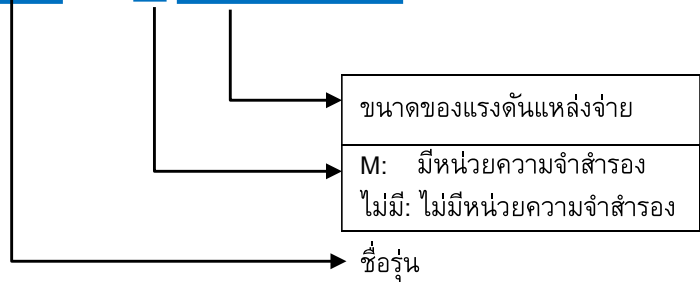 ขนาดของแรงดันแหล่งจ่าย
M: มีหน่วยความจำสำรอง
ไม่มี: ไม่มีหน่วยความจำสำรอง
ชื่อรุ่น